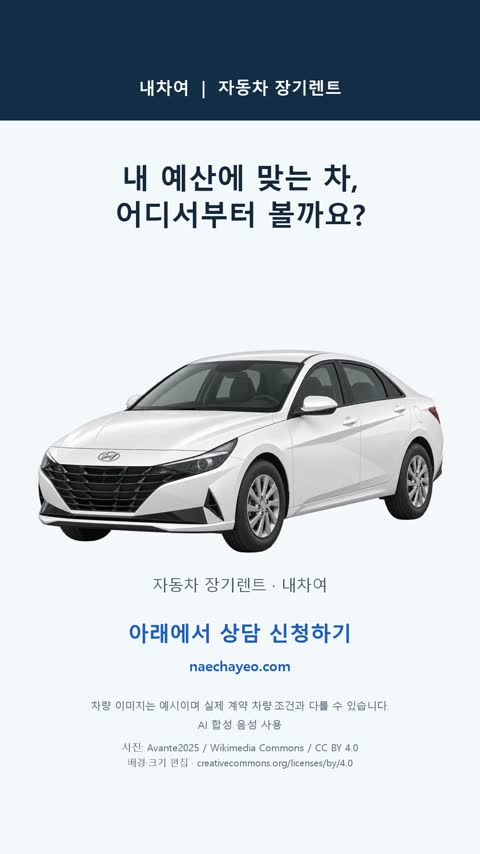 내차여 | 자동차 장기렌트
내 예산에 맞는 차,
어디서부터 볼까요?
자동차 장기렌트 · 내차여
아래에서 상담 신청하기
naechayeo.com
차량 이미지는 예시이며 실제 계약 차량·조건과 다를 수 있습니다.
AI 합성 음성 사용
사진: Avante2025 / Wikimedia Commons / CC BY 4.0
배경·크기 편집 · creativecommons.org/licenses/by/4.0